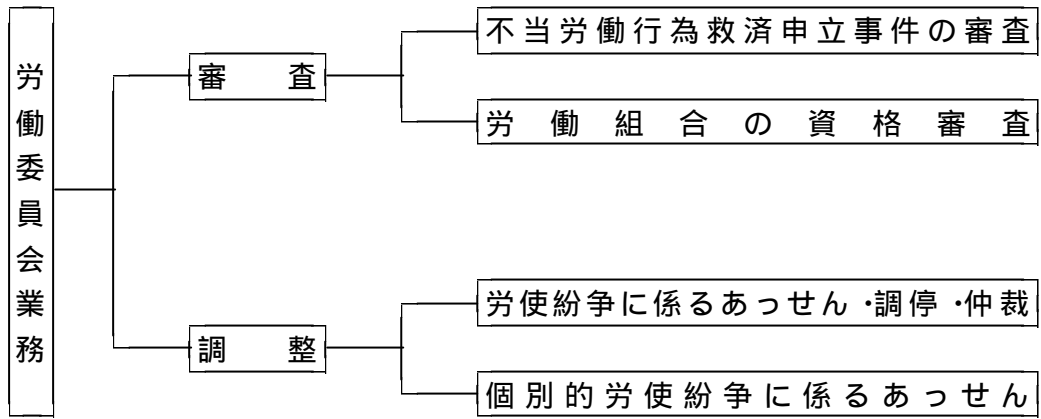 労働委員会業務
審査
不当労働行為救済申立事件の審査
労働組合の資格審査
調整
労使紛争に係るあっせん・調停・仲裁
個別的労使紛争に係るあっせん